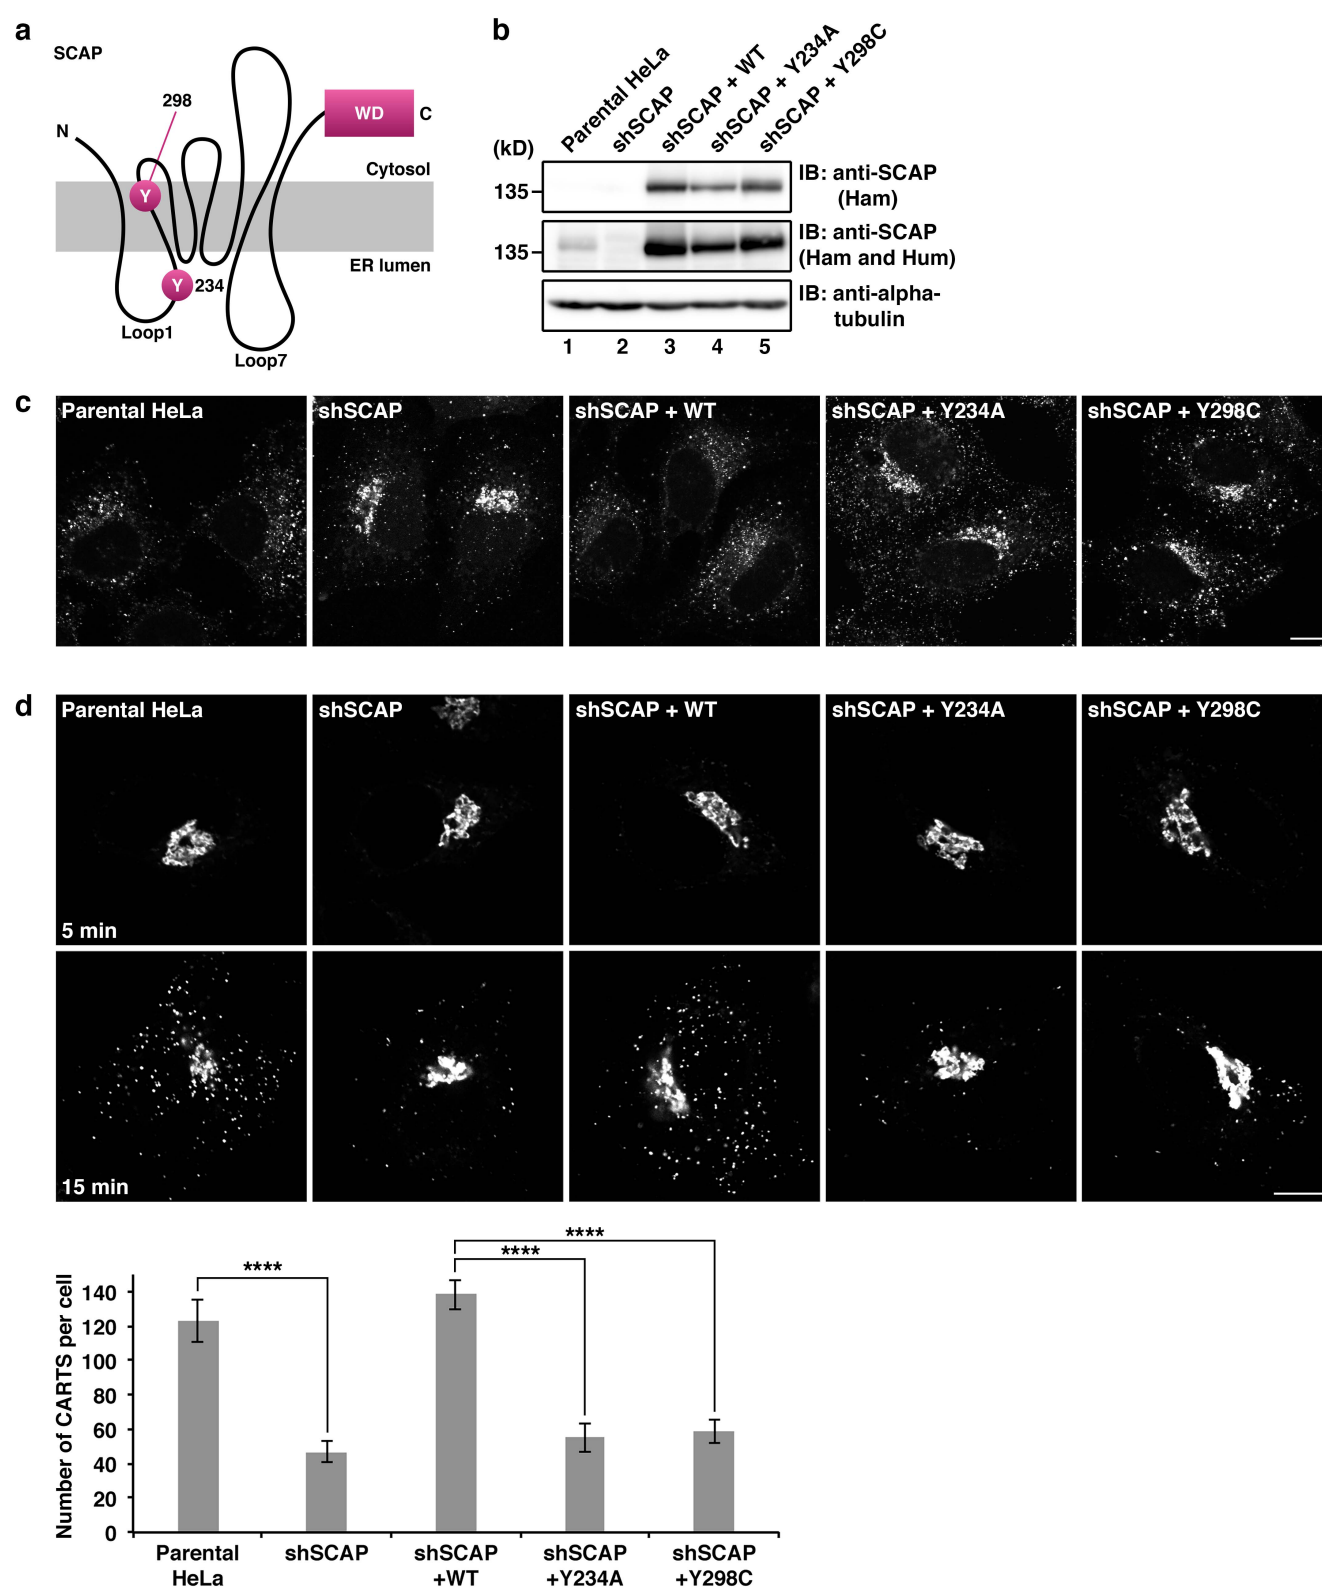 a
SCAP
298
N
Y
WD
C
Cytosol
ER lumen
Y
234
Loop1
Loop7
b
Parental HeLa
shSCAP
shSCAP + WT
shSCAP + Y234A
shSCAP + Y298C
(kD)
135
IB: anti-SCAP
(Ham)
135
IB: anti-SCAP
(Ham and Hum)
IB: anti-alpha-
tubulin
1 2 3 4 5
c
Parental HeLa
shSCAP
shSCAP + WT
shSCAP + Y234A
shSCAP + Y298C
d
Parental HeLa
shSCAP
shSCAP + WT
shSCAP + Y234A
shSCAP + Y298C
5 min
15 min
Number of CARTS per cell
140
120
100
80
60
40
20
0
****
****
****
Parental
HeLa
shSCAP
shSCAP
+WT
shSCAP
+Y234A
shSCAP
+Y298C